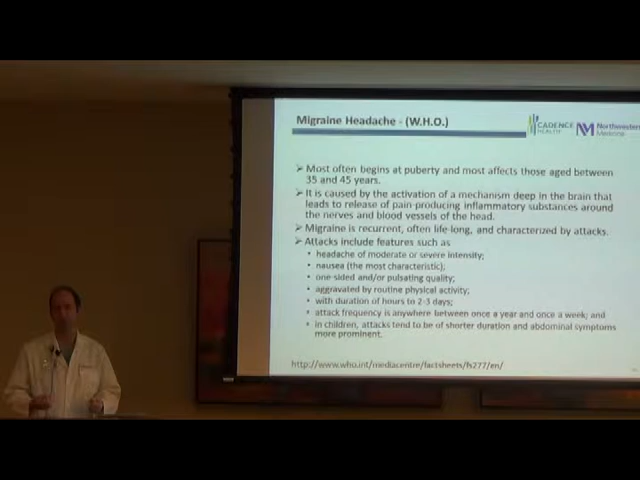 Migraine Headache - (W.H.O.)
CADENCE
HEALTH
NM Northwestern
Medicine
➢ Most often begins at puberty and most affects those aged between
35 and 45 years.
➢ It is caused by the activation of a mechanism deep in the brain that
leads to release of pain-producing inflammatory substances around
the nerves and blood vessels of the head.
➢ Migraine is recurrent, often life-long, and characterized by attacks.
➢ Attacks include features such as
• headache of moderate or severe intensity;
• nausea (the most characteristic);
• one-sided and/or pulsating quality;
• aggravated by routine physical activity;
• with duration of hours to 2-3 days;
• attack frequency is anywhere between once a year and once a week; and
• in children, attacks tend to be of shorter duration and abdominal symptoms
more prominent.
http://www.who.int/mediacentre/factsheets/fs277/en/